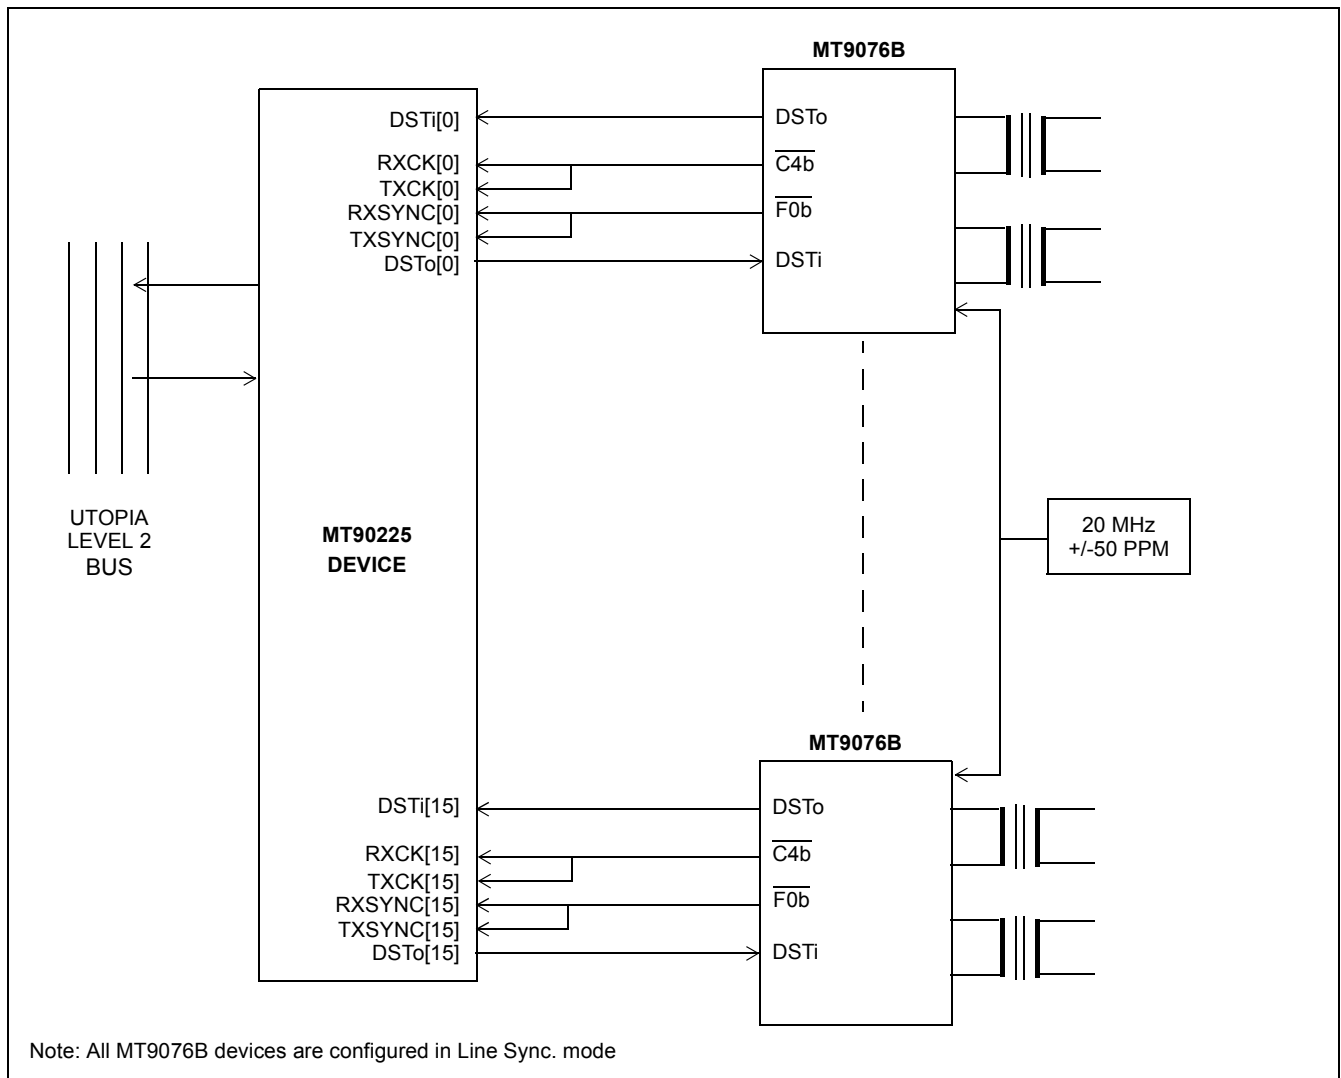 MT9076B
DSTi[0]
RXCK[0]
TXCK[0]
RXSYNC[0]
TXSYNC[0]
DSTo[0]
DSTo
C4b
F0b
DSTi
UTOPIA
LEVEL 2
BUS
MT90225
DEVICE
20 MHz
+/-50 PPM
MT9076B
DSTi[15]
RXCK[15]
TXCK[15]
RXSYNC[15]
TXSYNC[15]
DSTo[15]
DSTo
C4b
F0b
DSTi
Note: All MT9076B devices are configured in Line Sync. mode